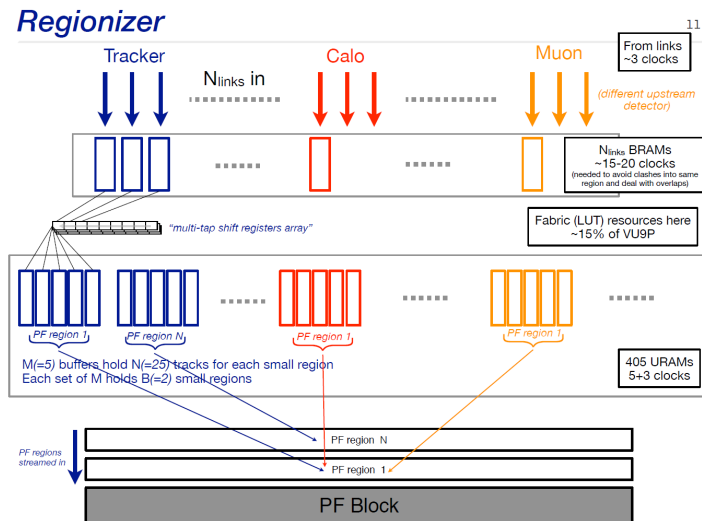 Regionizer
11
Tracker
Calo
Muon
From links
~3 clocks
Nlinks in
(different upstream
detector)
Nlinks BRAMs
~15-20 clocks
(needed to avoid clashes into same
region and deal with overlaps)
"multi-tap shift registers array"
Fabric (LUT) resources here
~15% of VU9P
PF region 1
PF region N
PF region 1
PF region 1
M(=5) buffers hold N(=25) tracks for each small region
Each set of M holds B(=2) small regions
405 URAMs
5+3 clocks
PF regions
streamed in
PF region N
PF region 1
PF Block